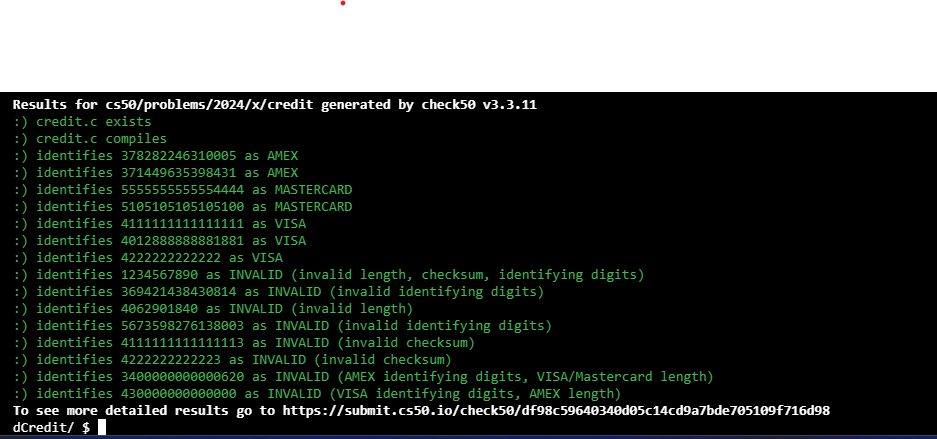 Results for cs50/problems/2024/x/credit generated by check50 v3.3.11
:) credit.c exists
:) credit.c compiles
:) identifies 378282246310005 as AMEX
:) identifies 371449635398431 as AMEX
:) identifies 5555555555554444 as MASTERCARD
:) identifies 5105105105105100 as MASTERCARD
:) identifies 4111111111111111 as VISA
:) identifies 4012888888881881 as VISA
:) identifies 4222222222222 as VISA
:) identifies 1234567890 as INVALID (invalid length, checksum, identifying digits)
:) identifies 369421438430814 as INVALID (invalid identifying digits)
:) identifies 4062901840 as INVALID (invalid length)
:) identifies 5673598276138003 as INVALID (invalid identifying digits)
:) identifies 4111111111111113 as INVALID (invalid checksum)
:) identifies 4222222222223 as INVALID (invalid checksum)
:) identifies 3400000000000620 as INVALID (AMEX identifying digits, VISA/Mastercard length)
:) identifies 430000000000000 as INVALID (VISA identifying digits, AMEX length)
To see more detailed results go to https://submit.cs50.io/check50/df98c59640340d05c14cd9a7bde705109f716d98
dCredit/ $